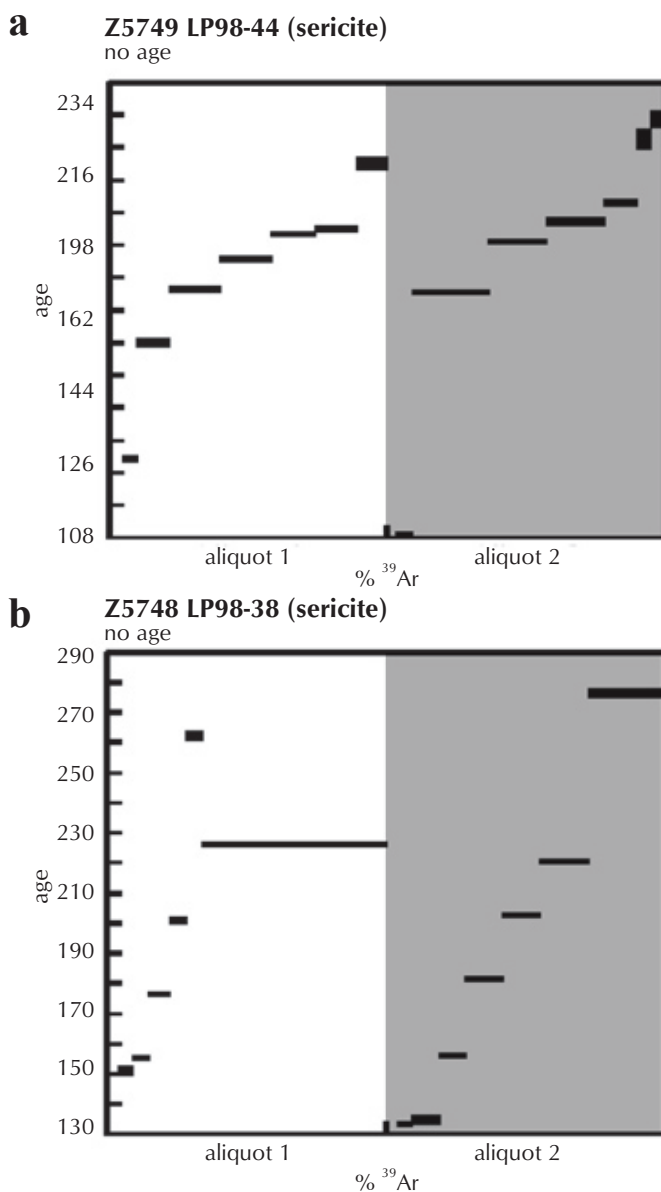 a
Z5749 LP98-44 (sericite)
no age
234
216
198
162
144
126
108
age
aliquot 1
aliquot 2
% ³⁹Ar
b
Z5748 LP98-38 (sericite)
no age
290
270
250
230
210
190
170
150
130
age
aliquot 1
aliquot 2
% ³⁹Ar